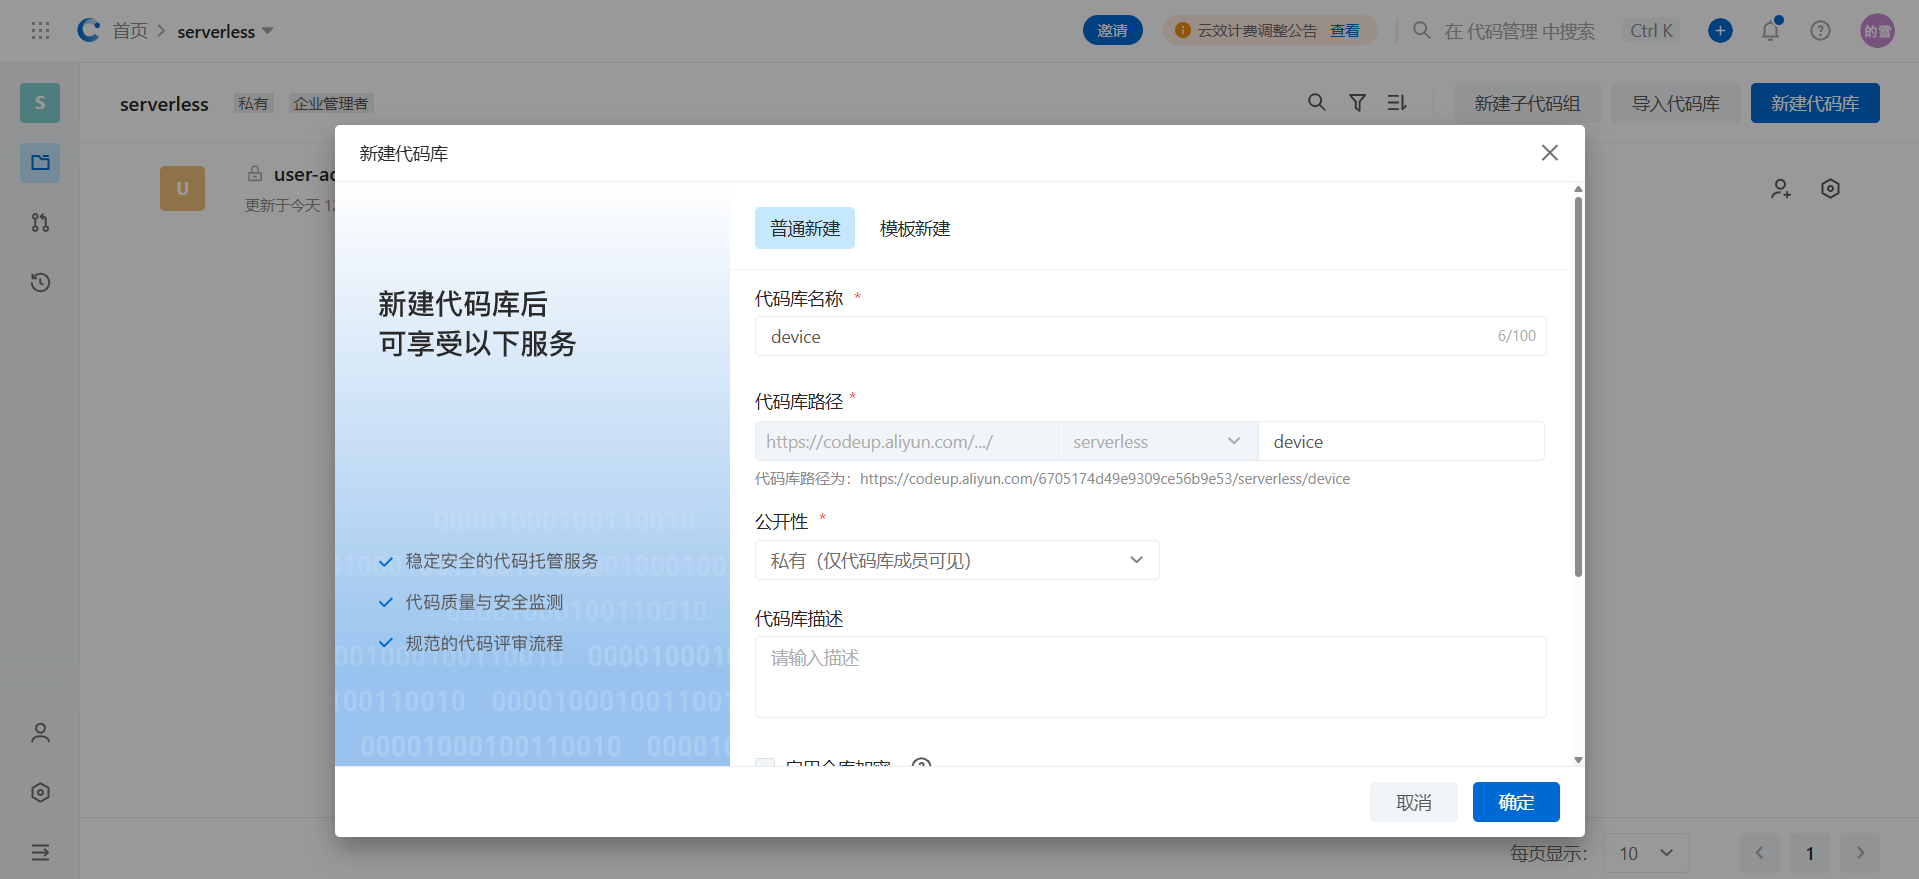 首页 serverless
邀请 云效计费调整公告 查看 在 代码管理 中搜索 Ctrl K 的雪
S
serverless 私有 企业管理者
新建子代码组 导入代码库 新建代码库
U
user-ac
更新于今天 12
新建代码库
新建代码库后
可享受以下服务
稳定安全的代码托管服务
代码质量与安全监测
规范的代码评审流程
普通新建 模板新建
代码库名称 *
device 6/100
代码库路径 *
https://codeup.aliyun.com/.../ serverless device
代码库路径为：https://codeup.aliyun.com/6705174d49e9309ce56b9e53/serverless/device
公开性 *
私有（仅代码库成员可见）
代码库描述
请输入描述
取消 确定
每页显示： 10 1